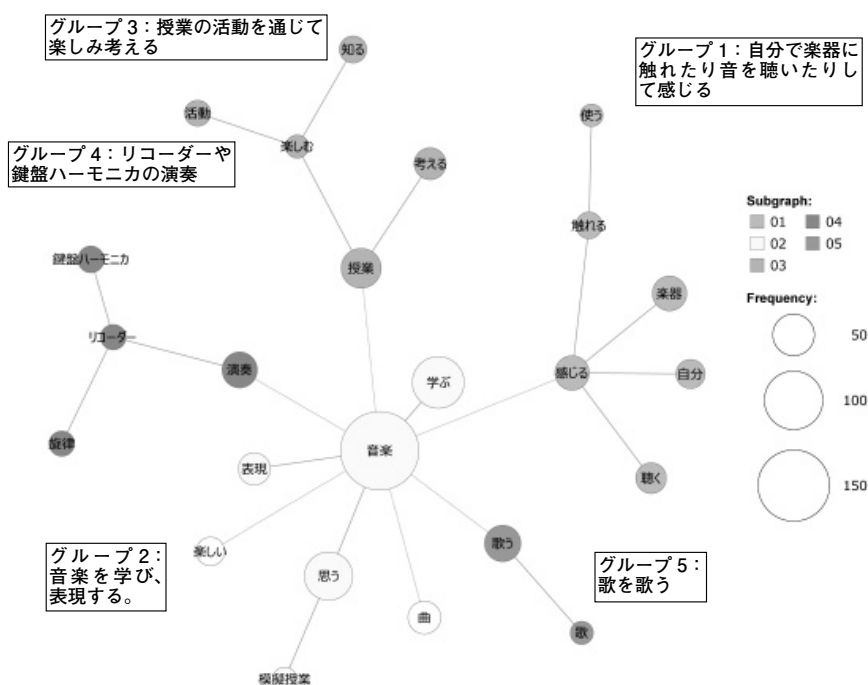 グループ3：授業の活動を通じて
楽しみ考える
知る
グループ1：自分で楽器に
触れたり音を聴いたりし
て感じる
活動
使う
楽しむ
考える
グループ4：リコーダーや
鍵盤ハーモニカの演奏
Subgraph:
01
04
02
05
03
触れる
鍵盤ハーモニカ
授業
楽器
Frequency:
50
リコーダー
演奏
学ぶ
感じる
自分
100
旋律
音楽
表現
聴く
150
グループ2：
音楽を学び、
表現する。
楽しい
歌う
思う
グループ5：
歌を歌う
曲
歌
模擬授業